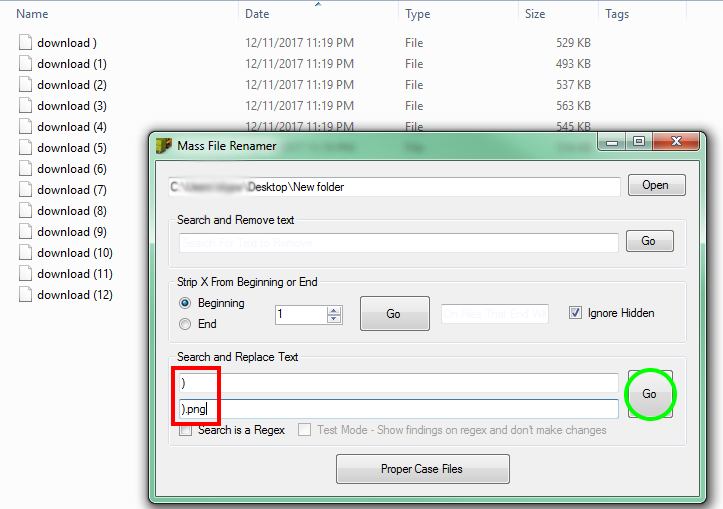 Name Date Type Size Tags
download ) 12/11/2017 11:19 PM File 529 KB
download (1) 12/11/2017 11:19 PM File 493 KB
download (2) 12/11/2017 11:19 PM File 537 KB
download (3) 12/11/2017 11:19 PM File 563 KB
download (4) 12/11/2017 11:19 PM File 545 KB
download (5)
download (6)
download (7)
download (8)
download (9)
download (10)
download (11)
download (12)
Mass File Renamer
C:\ Desktop\New folder
Open
Search and Remove text
Search For Text to Remove
Go
Strip X From Beginning or End
Beginning
End
1
Go
On Files That End Wi
Ignore Hidden
Search and Replace Text
)
).png
Go
Search is a Regex
Test Mode - Show findings on regex and don't make changes
Proper Case Files